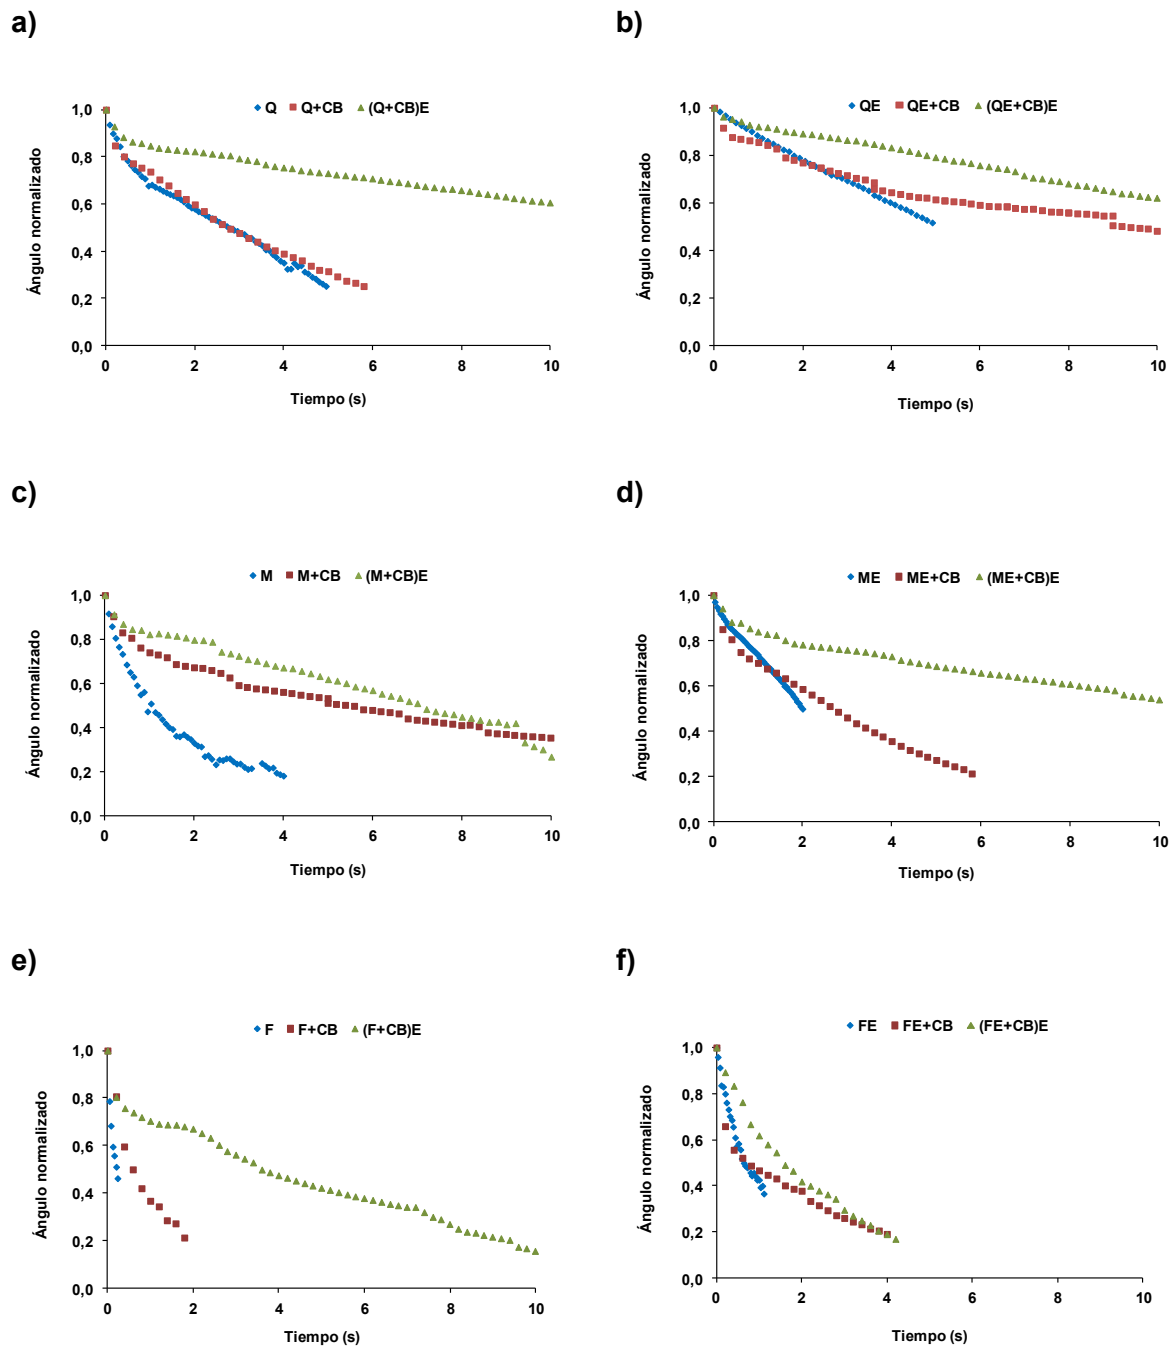 a)
Q Q+CB (Q+CB)E
1,0
0,8
0,6
0,4
0,2
0,0
0 2 4 6 8 10
Ángulo normalizado
Tiempo (s)
b)
QE QE+CB (QE+CB)E
1,0
0,8
0,6
0,4
0,2
0,0
0 2 4 6 8 10
Ángulo normalizado
Tiempo (s)
c)
M M+CB (M+CB)E
1,0
0,8
0,6
0,4
0,2
0,0
0 2 4 6 8 10
Ángulo normalizado
Tiempo (s)
d)
ME ME+CB (ME+CB)E
1,0
0,8
0,6
0,4
0,2
0,0
0 2 4 6 8 10
Ángulo normalizado
Tiempo (s)
e)
F F+CB (F+CB)E
1,0
0,8
0,6
0,4
0,2
0,0
0 2 4 6 8 10
Ángulo normalizado
Tiempo (s)
f)
FE FE+CB (FE+CB)E
1,0
0,8
0,6
0,4
0,2
0,0
0 2 4 6 8 10
Ángulo normalizado
Tiempo (s)